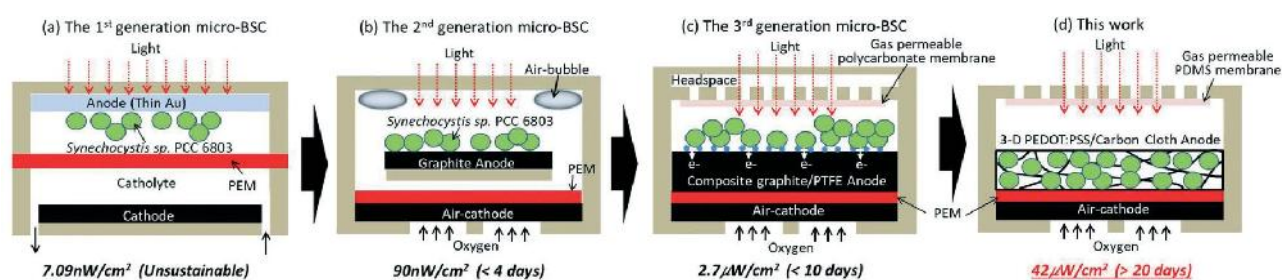 (a) The 1st generation micro-BSC
Light
Anode (Thin Au)
Synechocystis sp. PCC 6803
PEM
Catholyte
Cathode
7.09nW/cm² (Unsustainable)
(b) The 2nd generation micro-BSC
Light
Air-bubble
Synechocystis sp. PCC 6803
Graphite Anode
PEM
Air-cathode
Oxygen
90nW/cm² (< 4 days)
(c) The 3rd generation micro-BSC
Light
Gas permeable
polycarbonate membrane
Headspace
e- e- e- e-
Composite graphite/PTFE Anode
Air-cathode
PEM
Oxygen
2.7μW/cm² (< 10 days)
(d) This work
Light
Gas permeable
PDMS membrane
3-D PEDOT:PSS/Carbon Cloth Anode
Air-cathode
Oxygen
42μW/cm² (> 20 days)